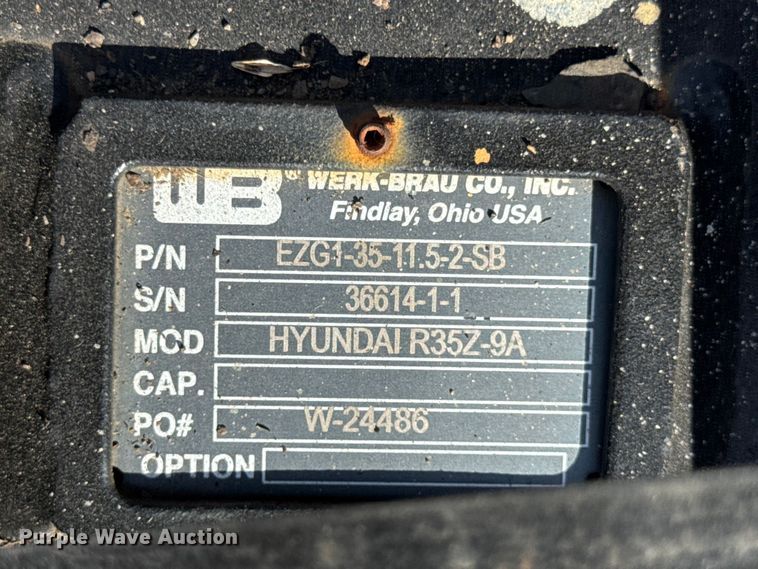 WB® WERK-BRAU CO., INC.
Findlay, Ohio USA
P/N EZG1-35-11.5-2-SB
S/N 36614-1-1
MOD HYUNDAI R35Z-9A
CAP.
PO# W-24486
OPTION
Purple Wave Auction